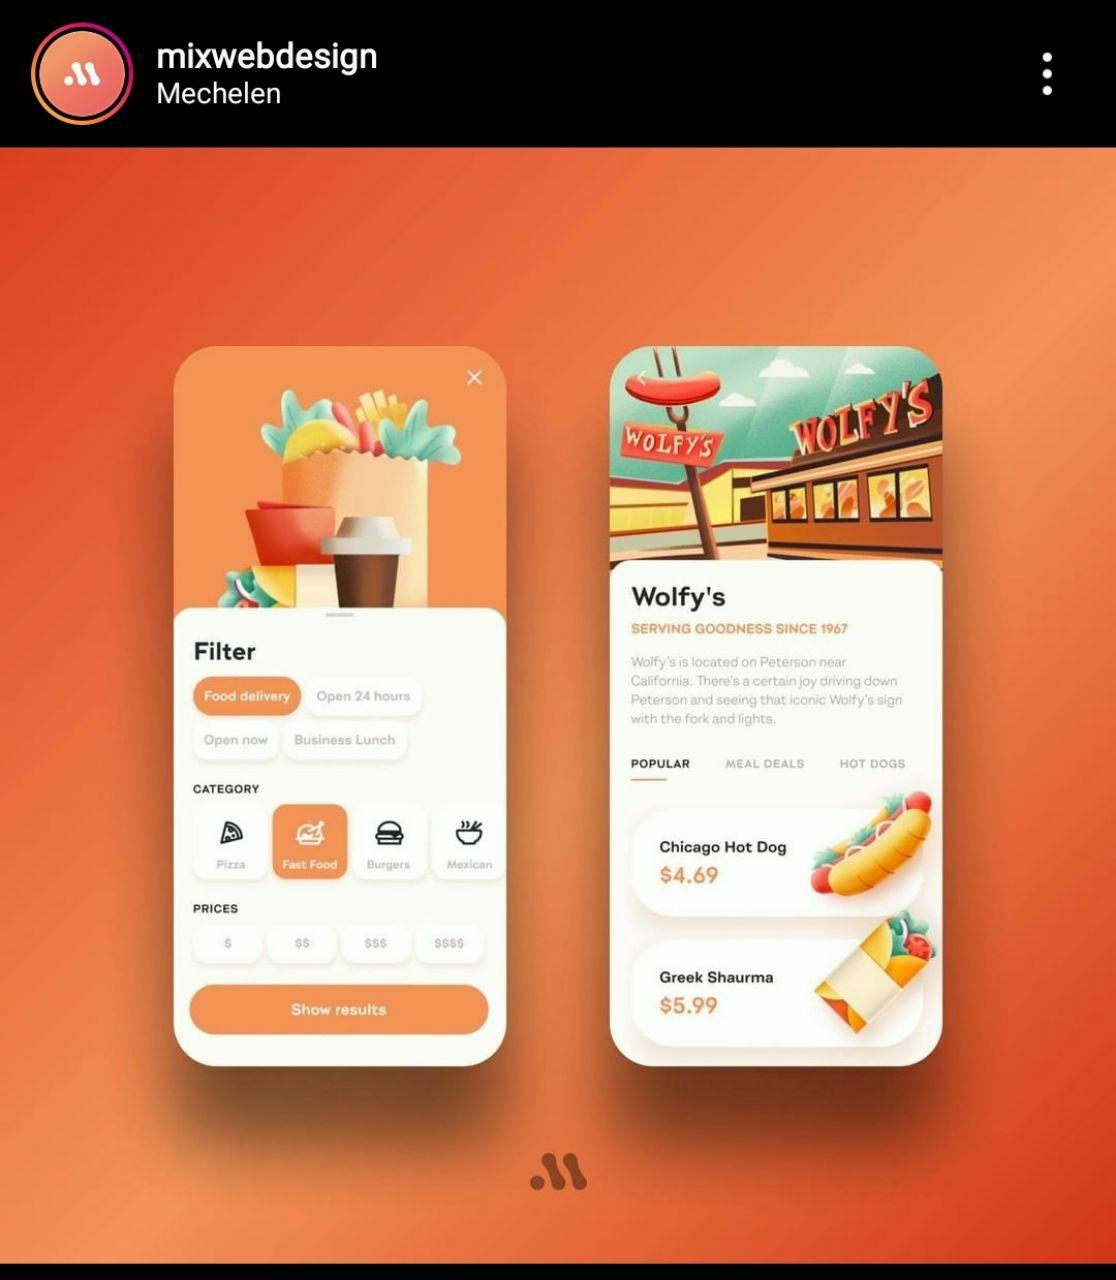 mixwebdesign
Mechelen
Filter
Food delivery
Open 24 hours
Open now
Business Lunch
CATEGORY
Pizza
Fast Food
Burgers
Mexican
PRICES
$
$$
$$$
$$$$
Show results
WOLFY'S
WOLFY'S
Wolfy's
SERVING GOODNESS SINCE 1967
Wolfy's is located on Peterson near
California. There's a certain joy driving down
Peterson and seeing that iconic Wolfy's sign
with the fork and lights.
POPULAR
MEAL DEALS
HOT DOGS
Chicago Hot Dog
$4.69
Greek Shaurma
$5.99